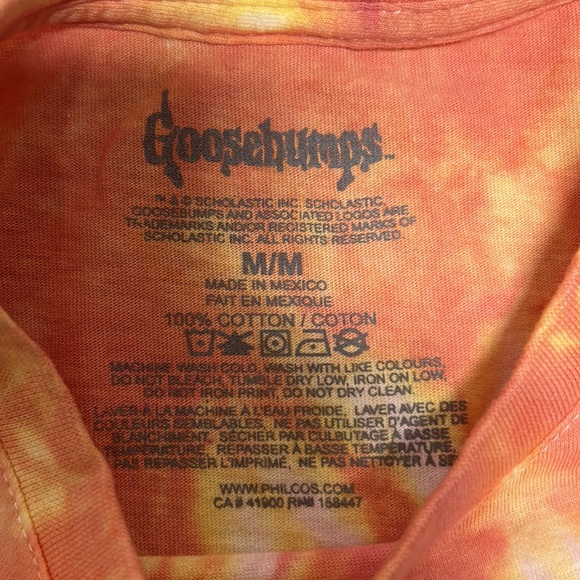 Goosebumps™
™ & © SCHOLASTIC INC. SCHOLASTIC,
GOOSEBUMPS AND ASSOCIATED LOGOS ARE
TRADEMARKS AND/OR REGISTERED MARKS OF
SCHOLASTIC INC. ALL RIGHTS RESERVED.
M/M
MADE IN MEXICO
FAIT EN MEXIQUE
100% COTTON / COTON
MACHINE WASH COLD, WASH WITH LIKE COLOURS,
DO NOT BLEACH, TUMBLE DRY LOW, IRON ON LOW,
DO NOT IRON PRINT, DO NOT DRY CLEAN.
LAVER À LA MACHINE À L'EAU FROIDE, LAVER AVEC DES
COULEURS SEMBLABLES. NE PAS UTILISER D'AGENT DE
BLANCHIMENT. SÉCHER PAR CULBUTAGE À BASSE
TEMPÉRATURE, REPASSER À BASSE TEMPÉRATURE
PAS REPASSER L'IMPRIMÉ, NE PAS NETTOYER À SE
WWW.PHILCOS.COM
CA# 41900 RN# 158447